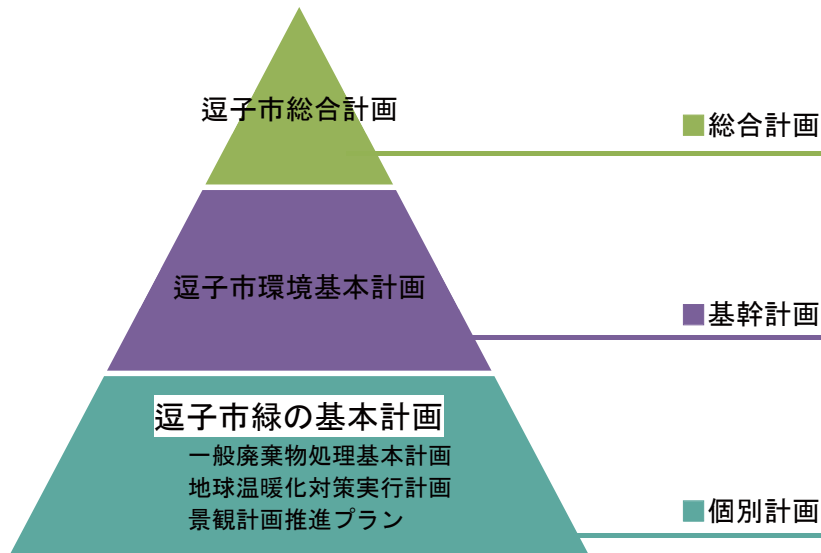 逗子市総合計画
■総合計画
逗子市環境基本計画
■基幹計画
逗子市緑の基本計画
一般廃棄物処理基本計画
地球温暖化対策実行計画
景観計画推進プラン
■個別計画